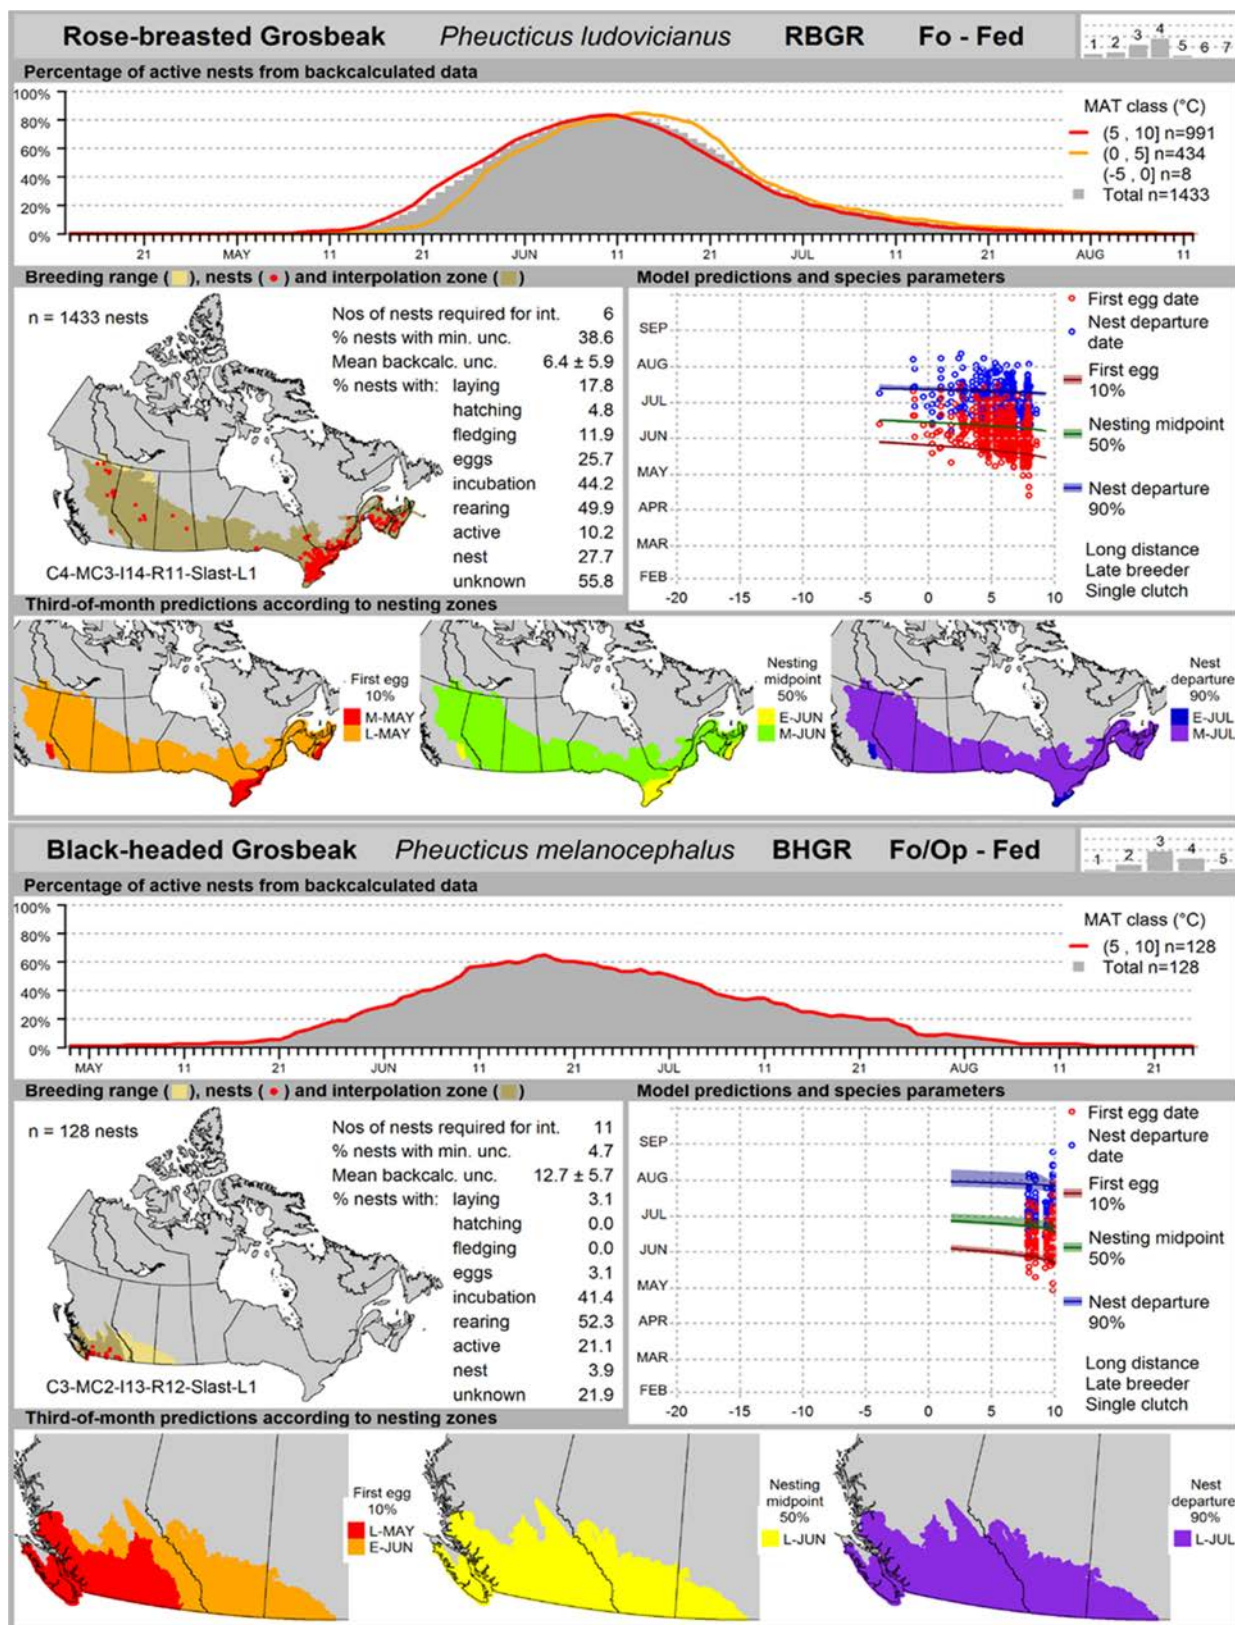 Rose-breasted Grosbeak Pheucticus ludovicianus RBGR Fo - Fed
1 2 3 4 5 6 7
Percentage of active nests from backcalculated data
100%
80%
60%
40%
20%
0%
21 MAY 11 21 JUN 11 21 JUL 11 21 AUG 11
MAT class (°C)
(5 , 10] n=991
(0 , 5] n=434
(-5 , 0] n=8
Total n=1433
Breeding range ( ), nests ( ) and interpolation zone ( )
n = 1433 nests
Nos of nests required for int. 6
% nests with min. unc. 38.6
Mean backcalc. unc. 6.4 ± 5.9
% nests with: laying 17.8
hatching 4.8
fledging 11.9
eggs 25.7
incubation 44.2
rearing 49.9
active 10.2
nest 27.7
unknown 55.8
C4-MC3-I14-R11-Slast-L1
Model predictions and species parameters
SEP
AUG
JUL
JUN
MAY
APR
MAR
FEB
-20 -15 -10 -5 0 5 10
First egg date
Nest departure
date
First egg
10%
Nesting midpoint
50%
Nest departure
90%
Long distance
Late breeder
Single clutch
Third-of-month predictions according to nesting zones
First egg
10%
M-MAY
L-MAY
Nesting
midpoint
50%
E-JUN
M-JUN
Nest
departure
90%
E-JUL
M-JUL
Black-headed Grosbeak Pheucticus melanocephalus BHGR Fo/Op - Fed
1 2 3 4 5
Percentage of active nests from backcalculated data
100%
80%
60%
40%
20%
0%
MAY 11 21 JUN 11 21 JUL 11 21 AUG 11 21
MAT class (°C)
(5 , 10] n=128
Total n=128
Breeding range ( ), nests ( ) and interpolation zone ( )
n = 128 nests
Nos of nests required for int. 11
% nests with min. unc. 4.7
Mean backcalc. unc. 12.7 ± 5.7
% nests with: laying 3.1
hatching 0.0
fledging 0.0
eggs 3.1
incubation 41.4
rearing 52.3
active 21.1
nest 3.9
unknown 21.9
C3-MC2-I13-R12-Slast-L1
Model predictions and species parameters
SEP
AUG
JUL
JUN
MAY
APR
MAR
FEB
-20 -15 -10 -5 0 5 10
First egg date
Nest departure
date
First egg
10%
Nesting midpoint
50%
Nest departure
90%
Long distance
Late breeder
Single clutch
Third-of-month predictions according to nesting zones
First egg
10%
L-MAY
E-JUN
Nesting
midpoint
50%
L-JUN
Nest
departure
90%
L-JUL